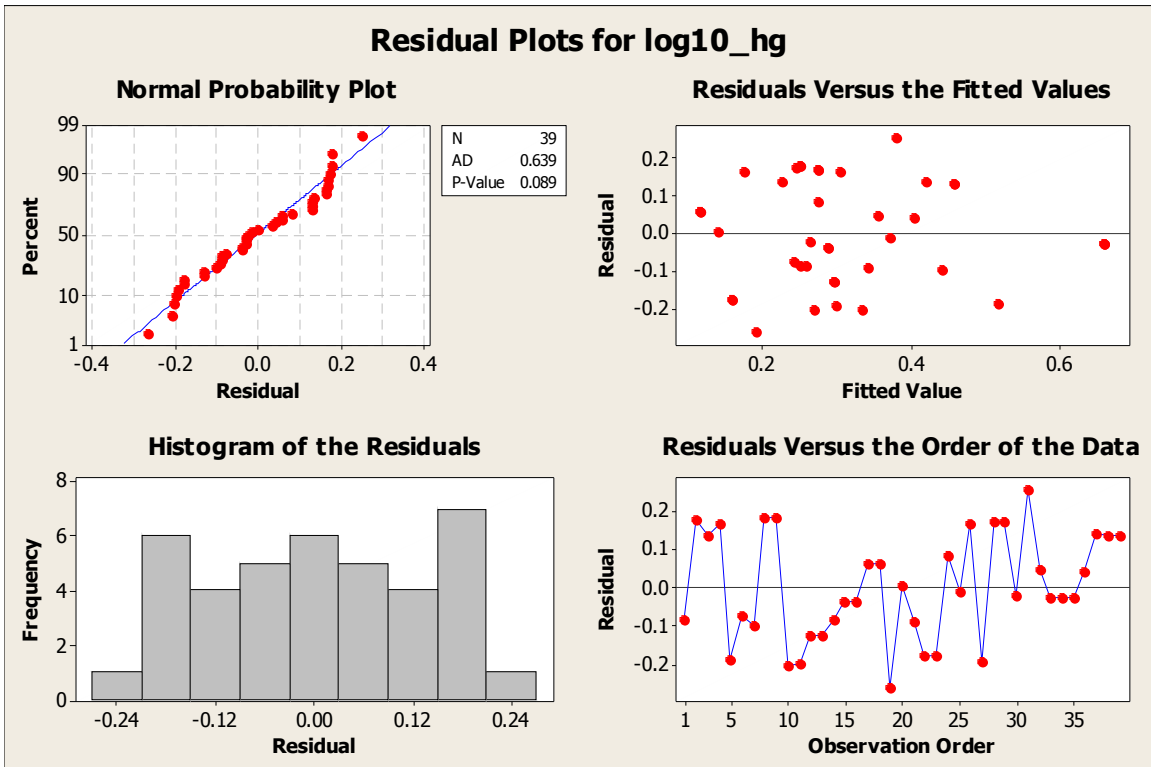 Residual Plots for log10_hg
Normal Probability Plot
99
90
50
10
1
Percent
-0.4
-0.2
0.0
0.2
0.4
Residual
N 39
AD 0.639
P-Value 0.089
Residuals Versus the Fitted Values
0.2
0.1
0.0
-0.1
-0.2
Residual
0.2
0.4
0.6
Fitted Value
Histogram of the Residuals
8
6
4
2
0
Frequency
-0.24
-0.12
0.00
0.12
0.24
Residual
Residuals Versus the Order of the Data
0.2
0.1
0.0
-0.1
-0.2
Residual
1
5
10
15
20
25
30
35
Observation Order